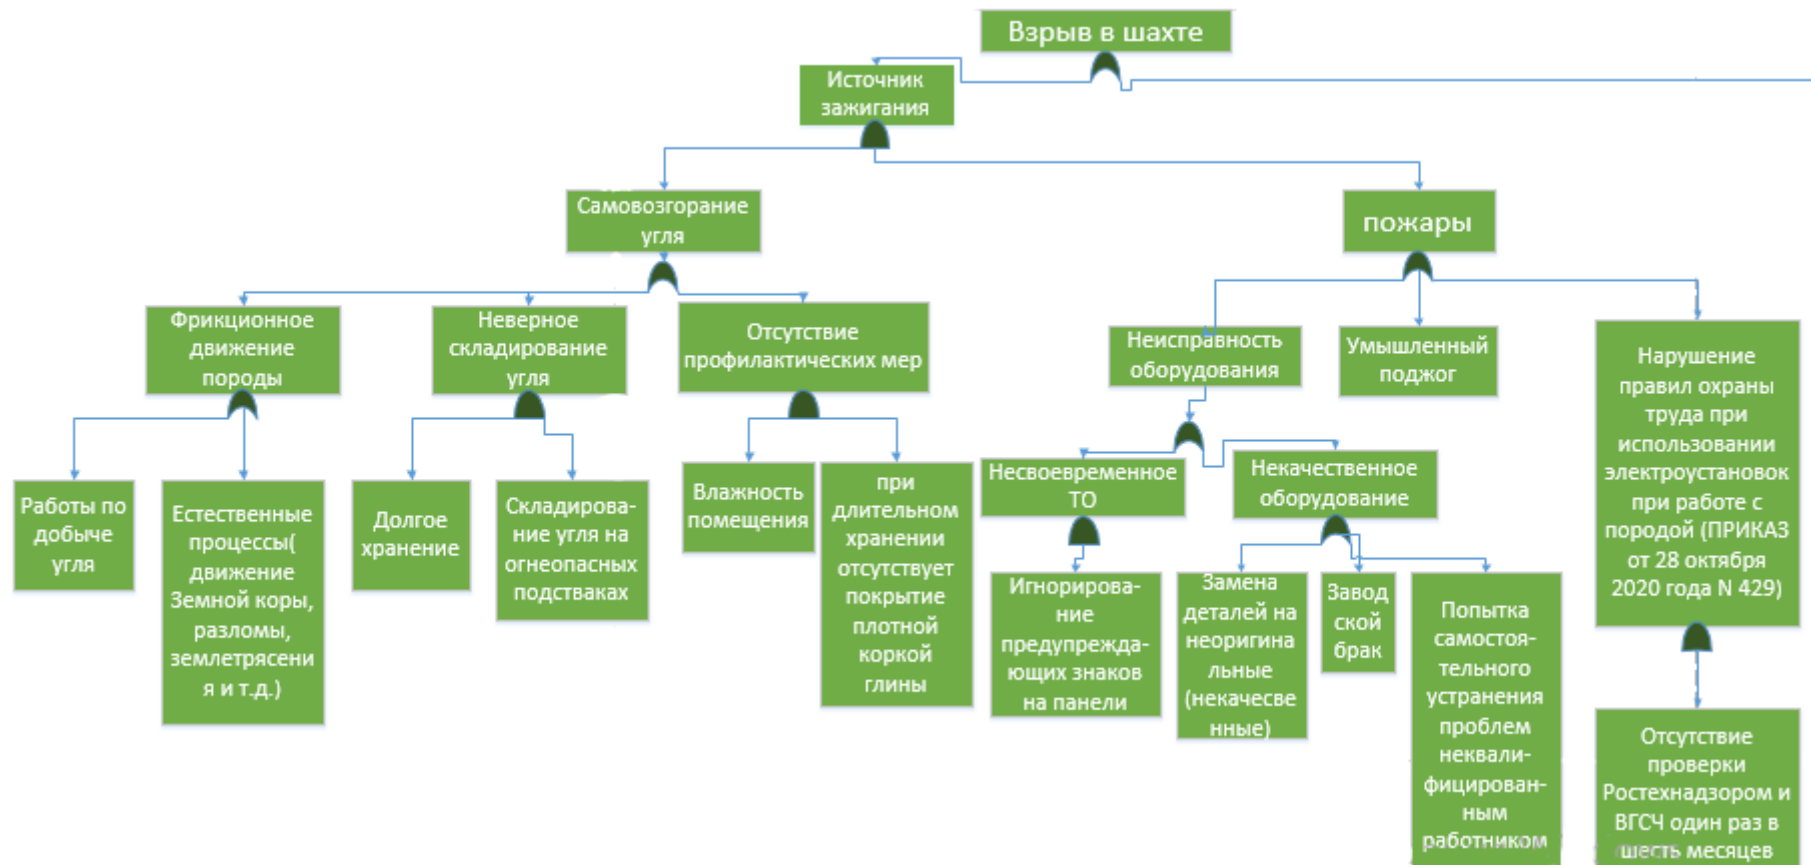 Взрыв в шахте
Источник
зажигания
Самовозгорание
угля
пожары
Фрикционное
движение
породы
Неверное
складирование
угля
Отсутствие
профилактических мер
Неисправность
оборудования
Умышленный
поджог
Нарушение
правил охраны
труда при
использовании
электроустановок
при работе с
породой (ПРИКАЗ
от 28 октября
2020 года N 429)
Работы по
добыче
угля
Естественные
процессы(
движение
Земной коры,
разломы,
землетрясени
я и т.д.)
Долгое
хранение
Складирова-
ние угля на
огнеопасных
подстваках
Влажность
помещения
при
длительном
хранении
отсутствует
покрытие
плотной
коркой
глины
Несвоевременное
ТО
Некачественное
оборудование
Игнорирова-
ние
предупрежда-
ющих знаков
на панели
Замена
деталей на
неоригина
льные
(некачесве
нные)
Завод
ской
брак
Попытка
самостоя-
тельного
устранения
проблем
неквали-
фицирован-
ным
работником
Отсутствие
проверки
Ростехнадзором и
ВГСЧ один раз в
шесть месяцев